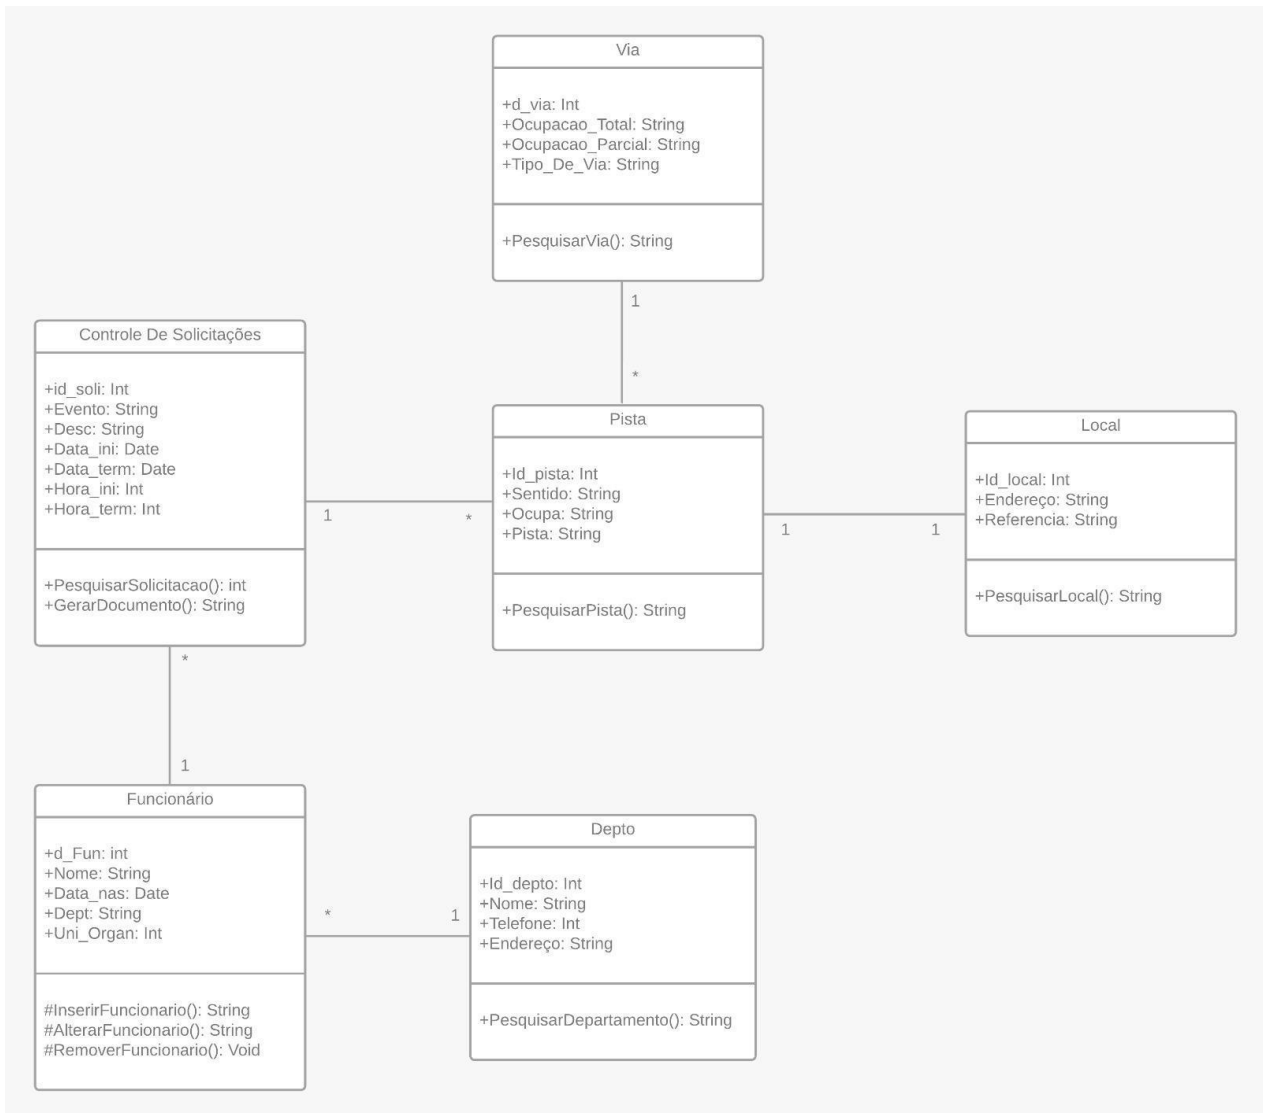 Via
+d_via: Int
+Ocupacao_Total: String
+Ocupacao_Parcial: String
+Tipo_De_Via: String
+PesquisarVia(): String
1
*
Controle De Solicitações
+id_soli: Int
+Evento: String
+Desc: String
+Data_ini: Date
+Data_term: Date
+Hora_ini: Int
+Hora_term: Int
+PesquisarSolicitacao(): int
+GerarDocumento(): String
1
*
Pista
+Id_pista: Int
+Sentido: String
+Ocupa: String
+Pista: String
+PesquisarPista(): String
1
1
Local
+Id_local: Int
+Endereço: String
+Referencia: String
+PesquisarLocal(): String
*
1
Funcionário
+d_Fun: int
+Nome: String
+Data_nas: Date
+Dept: String
+Uni_Organ: Int
#InserirFuncionario(): String
#AlterarFuncionario(): String
#RemoverFuncionario(): Void
*
1
Depto
+Id_depto: Int
+Nome: String
+Telefone: Int
+Endereço: String
+PesquisarDepartamento(): String